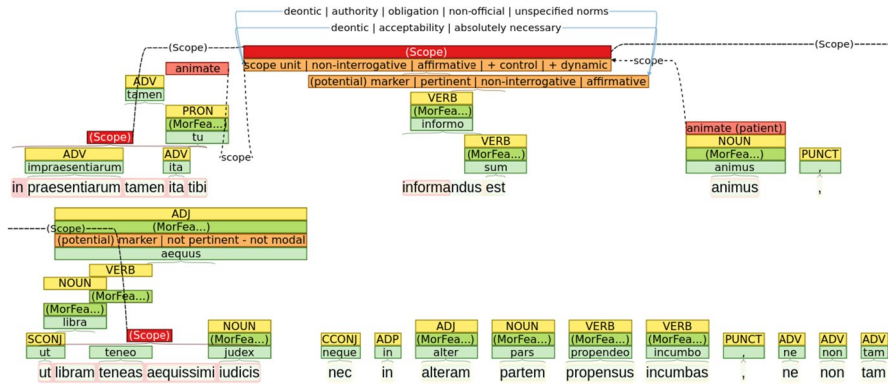 deontic | authority | obligation | non-official | unspecified norms
deontic | acceptability | absolutely necessary
(Scope) (Scope) (Scope)
animate scope unit | non-interrogative | affirmative | + control | + dynamic scope
ADV (potential) marker | pertinent | non-interrogative | affirmative
tamen VERB
PRON (MorFea...)
(MorFea...) informo animate (patient)
(Scope) tu VERB NOUN
ADV ADV scope (MorFea...) (MorFea...) PUNCT
impraesentiarum ita sum animus ,
in praesentiarum tamen ita tibi informandus est animus ,
ADJ
(MorFea...)
(Scope) (potential) marker | not pertinent - not modal
aequus
VERB
NOUN (MorFea...)
(MorFea...)
libra (Scope) NOUN ADJ NOUN VERB VERB
SCONJ VERB (MorFea...) CCONJ ADP (MorFea...) (MorFea...) (MorFea...) (MorFea...) PUNCT ADV ADV ADV
ut teneo judex neque in alter pars propendeo incumbo , ne non tam
ut libram teneas aequissimi iudicis nec in alteram partem propensus incumbas , ne non tam